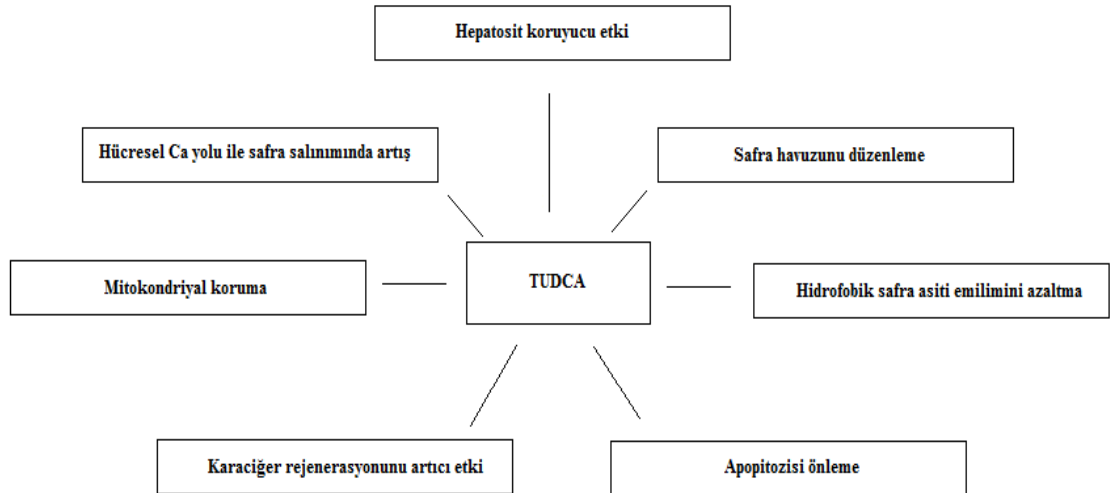 Hepatosit koruyucu etki
Hücresel Ca yolu ile safra salınımında artış
Safra havuzunu düzenleme
TUDCA
Mitokondriyal koruma
Hidrofobik safra asiti emilimini azaltma
Karaciğer rejenerasyonunu artıcı etki
Apopitozisi önleme